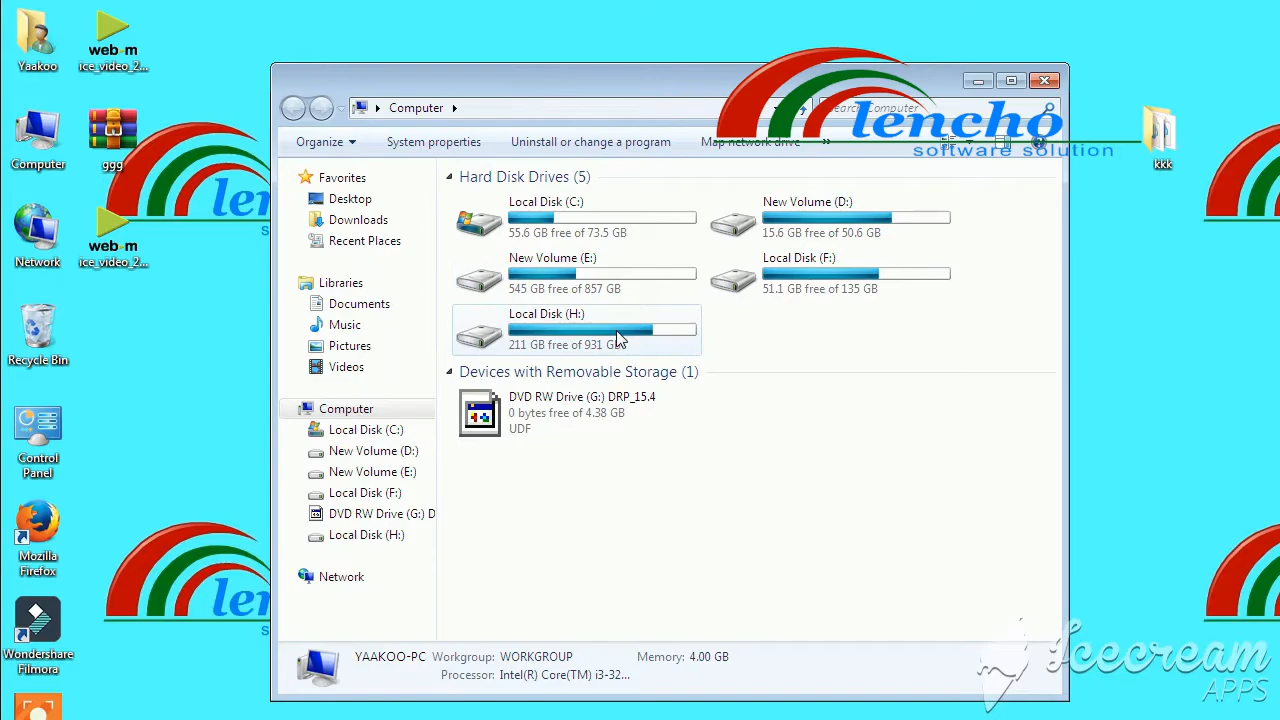 Yaakoo
web-m
ice_video_2...
Computer
ggg
Network
web-m
ice_video_2...
Recycle Bin
Control
Panel
Mozilla
Firefox
Wondershare
Filmora
Computer
Search Computer
Organize
System properties
Uninstall or change a program
Map network drive
»
lencho
software solution
kkk
Favorites
Desktop
Downloads
Recent Places
Libraries
Documents
Music
Pictures
Videos
Computer
Local Disk (C:)
New Volume (D:)
New Volume (E:)
Local Disk (F:)
DVD RW Drive (G:) D
Local Disk (H:)
Network
Hard Disk Drives (5)
Local Disk (C:)
55.6 GB free of 73.5 GB
New Volume (D:)
15.6 GB free of 50.6 GB
New Volume (E:)
545 GB free of 857 GB
Local Disk (F:)
51.1 GB free of 135 GB
Local Disk (H:)
211 GB free of 931 GB
Devices with Removable Storage (1)
DVD RW Drive (G:) DRP_15.4
0 bytes free of 4.38 GB
UDF
YAAKOO-PC Workgroup: WORKGROUP Memory: 4.00 GB
Processor: Intel(R) Core(TM) i3-32...
len
s
len
s
Icecream
APPS